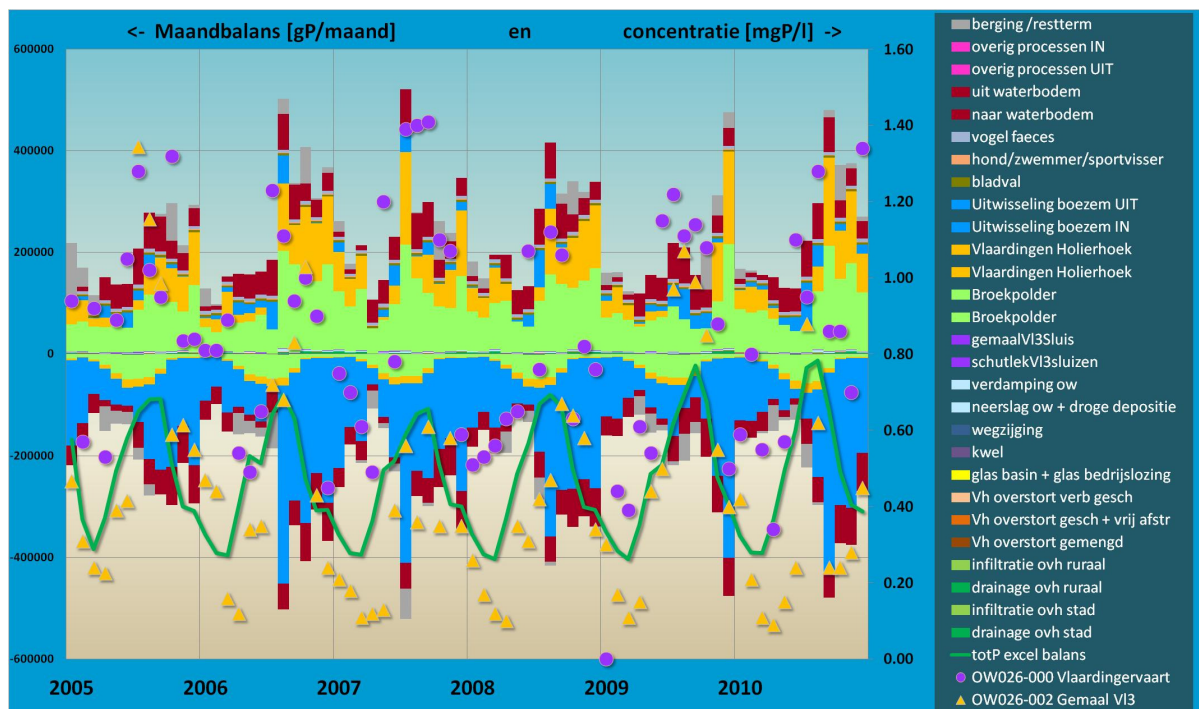 <- Maandbalans [gP/maand] en concentratie [mgP/l] ->
600000
400000
200000
0
-200000
-400000
-600000
1.60
1.40
1.20
1.00
0.80
0.60
0.40
0.20
0.00
2005 2006 2007 2008 2009 2010
berging /restterm
overig processen IN
overig processen UIT
uit waterbodem
naar waterbodem
vogel faeces
hond/zwemmer/sportvisser
bladval
Uitwisseling boezem UIT
Uitwisseling boezem IN
Vlaardingen Holierhoek
Vlaardingen Holierhoek
Broekpolder
Broekpolder
gemaalVl3Sluis
schutlekVl3sluizen
verdamping ow
neerslag ow + droge depositie
wegzijging
kwel
glas basin + glas bedrijslozing
Vh overstort verb gesch
Vh overstort gesch + vrij afstr
Vh overstort gemengd
infiltratie ovh ruraal
drainage ovh ruraal
infiltratie ovh stad
drainage ovh stad
totP excel balans
OW026-000 Vlaardingervaart
OW026-002 Gemaal Vl3